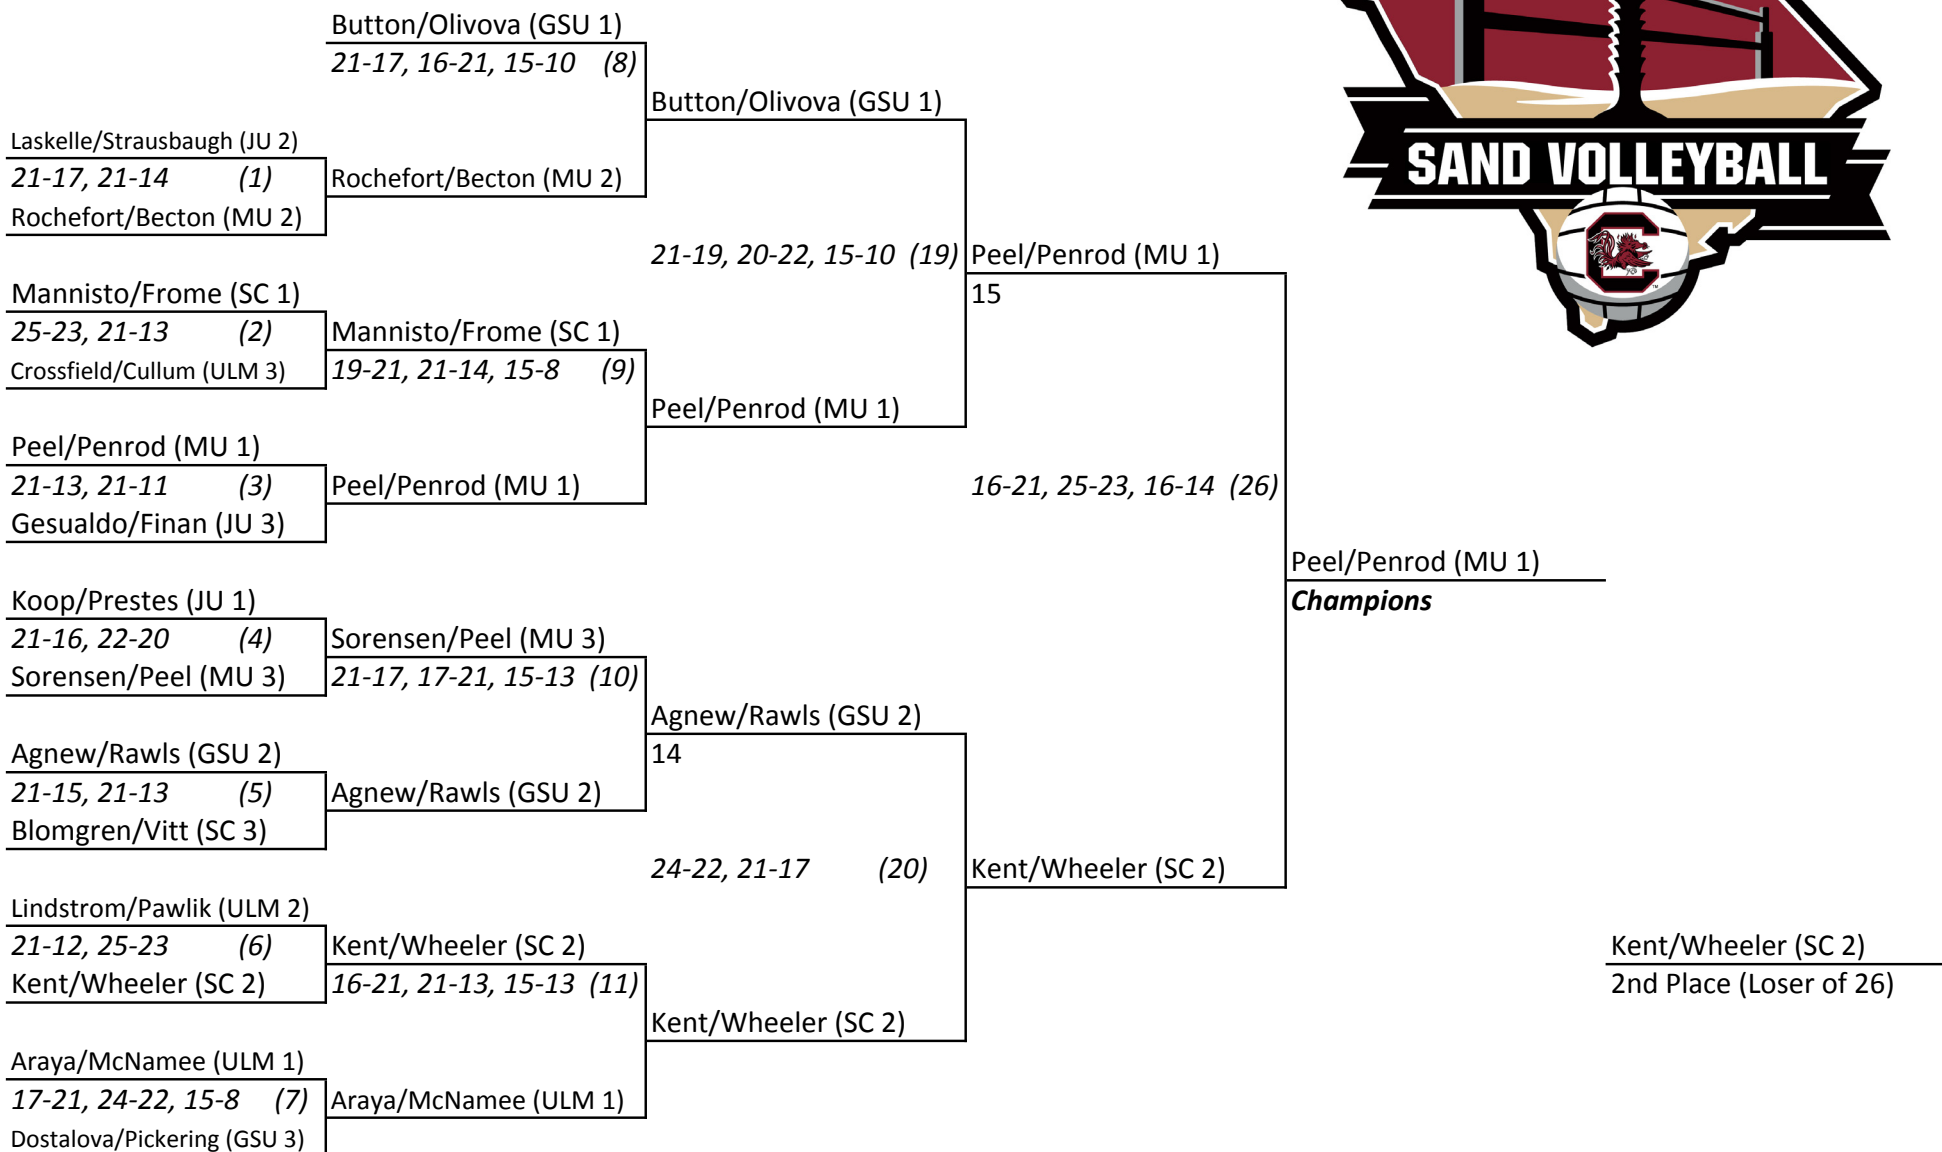 Button/Olivova (GSU 1)
21-17, 16-21, 15-10 (8)
Button/Olivova (GSU 1)
Laskelle/Strausbaugh (JU 2)
21-17, 21-14 (1)
Rochefort/Becton (MU 2)
Rochefort/Becton (MU 2)
SAND VOLLEYBALL
C
TM
21-19, 20-22, 15-10 (19)
Peel/Penrod (MU 1)
15
Mannisto/Frome (SC 1)
25-23, 21-13 (2)
Mannisto/Frome (SC 1)
Crossfield/Cullum (ULM 3)
19-21, 21-14, 15-8 (9)
Peel/Penrod (MU 1)
Peel/Penrod (MU 1)
21-13, 21-11 (3)
Peel/Penrod (MU 1)
16-21, 25-23, 16-14 (26)
Gesualdo/Finan (JU 3)
Peel/Penrod (MU 1)
Champions
Koop/Prestes (JU 1)
21-16, 22-20 (4)
Sorensen/Peel (MU 3)
Sorensen/Peel (MU 3)
21-17, 17-21, 15-13 (10)
Agnew/Rawls (GSU 2)
14
Agnew/Rawls (GSU 2)
21-15, 21-13 (5)
Agnew/Rawls (GSU 2)
Blomgren/Vitt (SC 3)
24-22, 21-17 (20)
Kent/Wheeler (SC 2)
Lindstrom/Pawlik (ULM 2)
21-12, 25-23 (6)
Kent/Wheeler (SC 2)
Kent/Wheeler (SC 2)
Kent/Wheeler (SC 2)
16-21, 21-13, 15-13 (11)
2nd Place (Loser of 26)
Kent/Wheeler (SC 2)
Araya/McNamee (ULM 1)
17-21, 24-22, 15-8 (7)
Araya/McNamee (ULM 1)
Dostalova/Pickering (GSU 3)